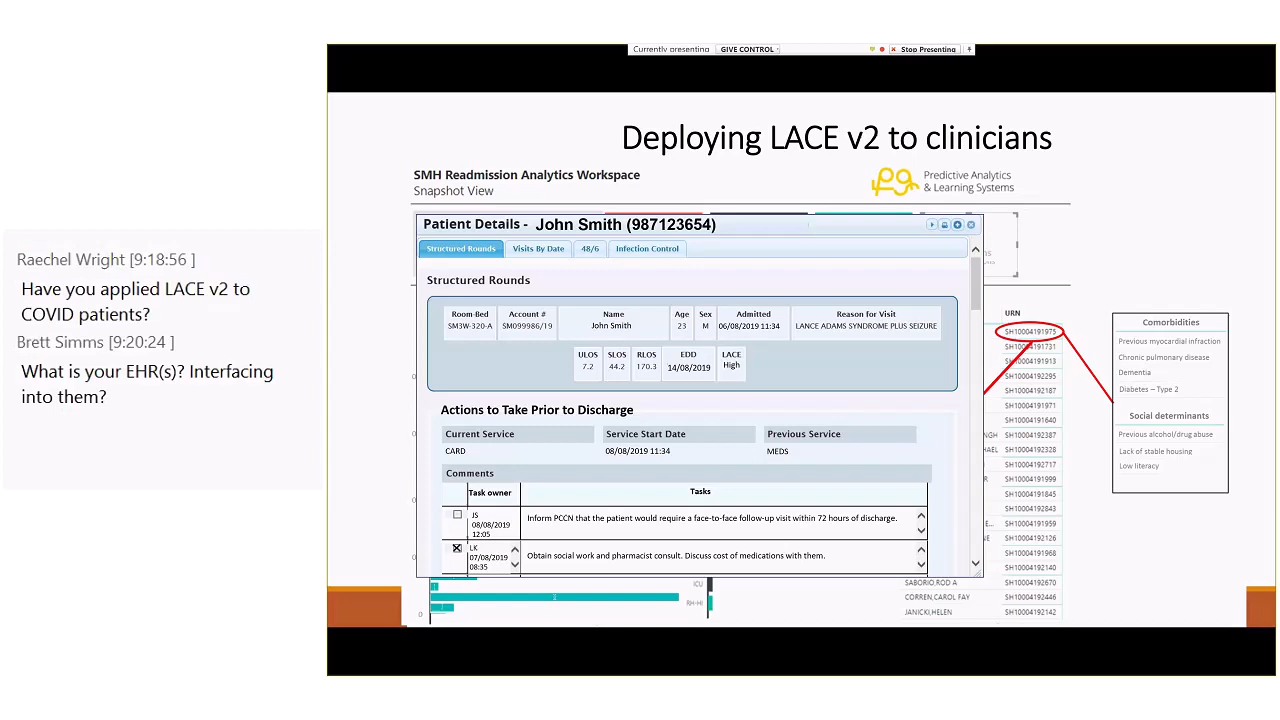 Currently presenting GIVE CONTROL Stop Presenting
Raechel Wright [9:18:56 ]
Have you applied LACE v2 to
COVID patients?
Brett Simms [9:20:24 ]
What is your EHR(s)? Interfacing
into them?
Deploying LACE v2 to clinicians
SMH Readmission Analytics Workspace
Snapshot View
Predictive Analytics
& Learning Systems
Patient Details - John Smith (987123654)
Structured Rounds Visits By Date 48/6 Infection Control
Structured Rounds
Room-Bed Account # Name Age Sex Admitted Reason for Visit
SM3W-320-A SM099986/19 John Smith 23 M 06/08/2019 11:34 LANCE ADAMS SYNDROME PLUS SEIZURE
ULOS SLOS RLOS EDD LACE
7.2 44.2 170.3 14/08/2019 High
Actions to Take Prior to Discharge
Current Service Service Start Date Previous Service
CARD 08/08/2019 11:34 MEDS
Comments
Task owner Tasks
JS
08/08/2019
12:05
Inform PCCN that the patient would require a face-to-face follow-up visit within 72 hours of discharge.
LK
07/08/2019
08:35
Obtain social work and pharmacist consult. Discuss cost of medications with them.
URN
SH10004191975
SH10004191731
SH10004191913
SH10004192295
SH10004192187
SH10004191971
SH10004191640
SH10004192387
SH10004192328
SH10004192717
SH10004191999
SH10004191845
SH10004192843
SH10004191959
SH10004192126
SH10004191968
SH10004192140
SABORIO,ROD A SH10004192670
CORREN,CAROL FAY SH10004192446
JANICKI,HELEN SH10004192142
ICU
RH-HI
0
Comorbidities
Previous myocardial infraction
Chronic pulmonary disease
Dementia
Diabetes – Type 2
Social determinants
Previous alcohol/drug abuse
Lack of stable housing
Low literacy